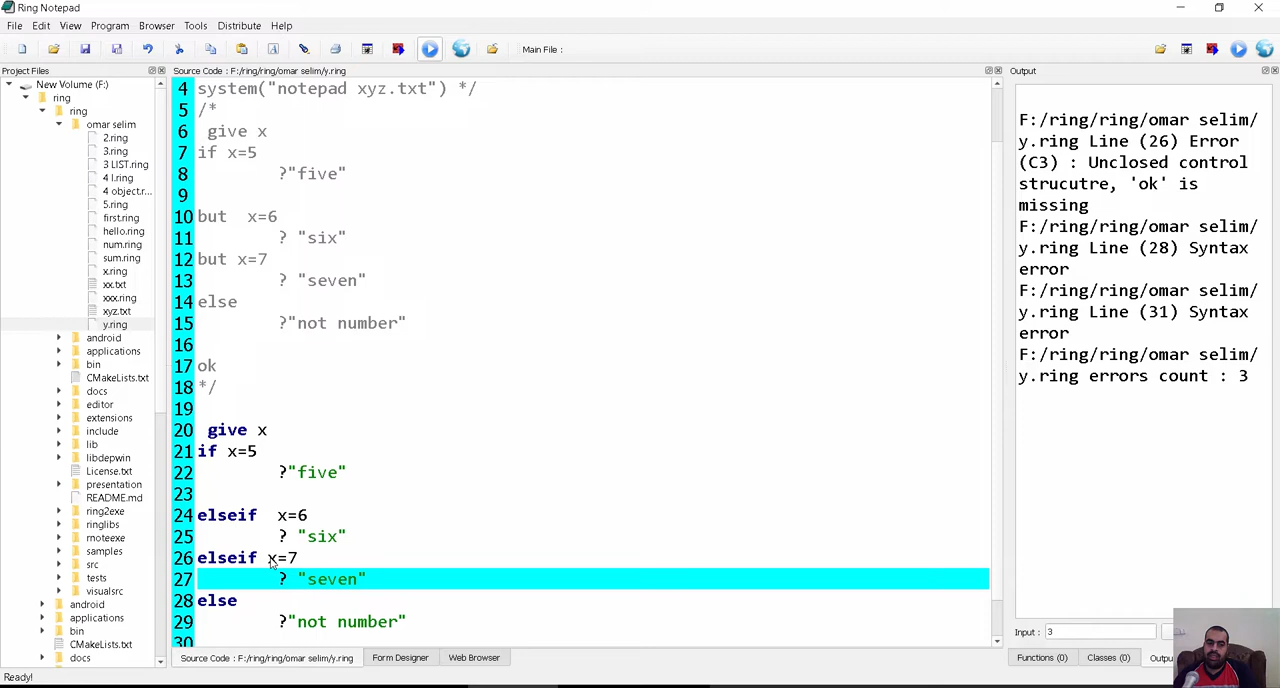 Ring Notepad
File Edit View Program Browser Tools Distribute Help
Main File :
Project Files
New Volume (F:)
ring
ring
omar selim
2.ring
3.ring
3 LIST.ring
4 l.ring
4 object.r...
5.ring
first.ring
hello.ring
num.ring
sum.ring
x.ring
xx.txt
xxx.ring
xyz.txt
y.ring
android
applications
bin
CMakeLists.txt
docs
editor
extensions
include
lib
libdepwin
License.txt
presentation
README.md
ring2exe
ringlibs
rnoteexe
samples
src
tests
visualsrc
android
applications
bin
CMakeLists.txt
docs
Source Code : F:/ring/ring/omar selim/y.ring
4 system("notepad xyz.txt") */
5 /*
6 give x
7 if x=5
8 ?"five"
9
10 but x=6
11 ? "six"
12 but x=7
13 ? "seven"
14 else
15 ?"not number"
16
17 ok
18 */
19
20 give x
21 if x=5
22 ?"five"
23
24 elseif x=6
25 ? "six"
26 elseif x=7
27 ? "seven"
28 else
29 ?"not number"
30
Source Code : F:/ring/ring/omar selim/y.ring Form Designer Web Browser
Output
F:/ring/ring/omar selim/
y.ring Line (26) Error
(C3) : Unclosed control
strucutre, 'ok' is
missing
F:/ring/ring/omar selim/
y.ring Line (28) Syntax
error
F:/ring/ring/omar selim/
y.ring Line (31) Syntax
error
F:/ring/ring/omar selim/
y.ring errors count : 3
Input : 3
Functions (0) Classes (0) Outpu
Ready!